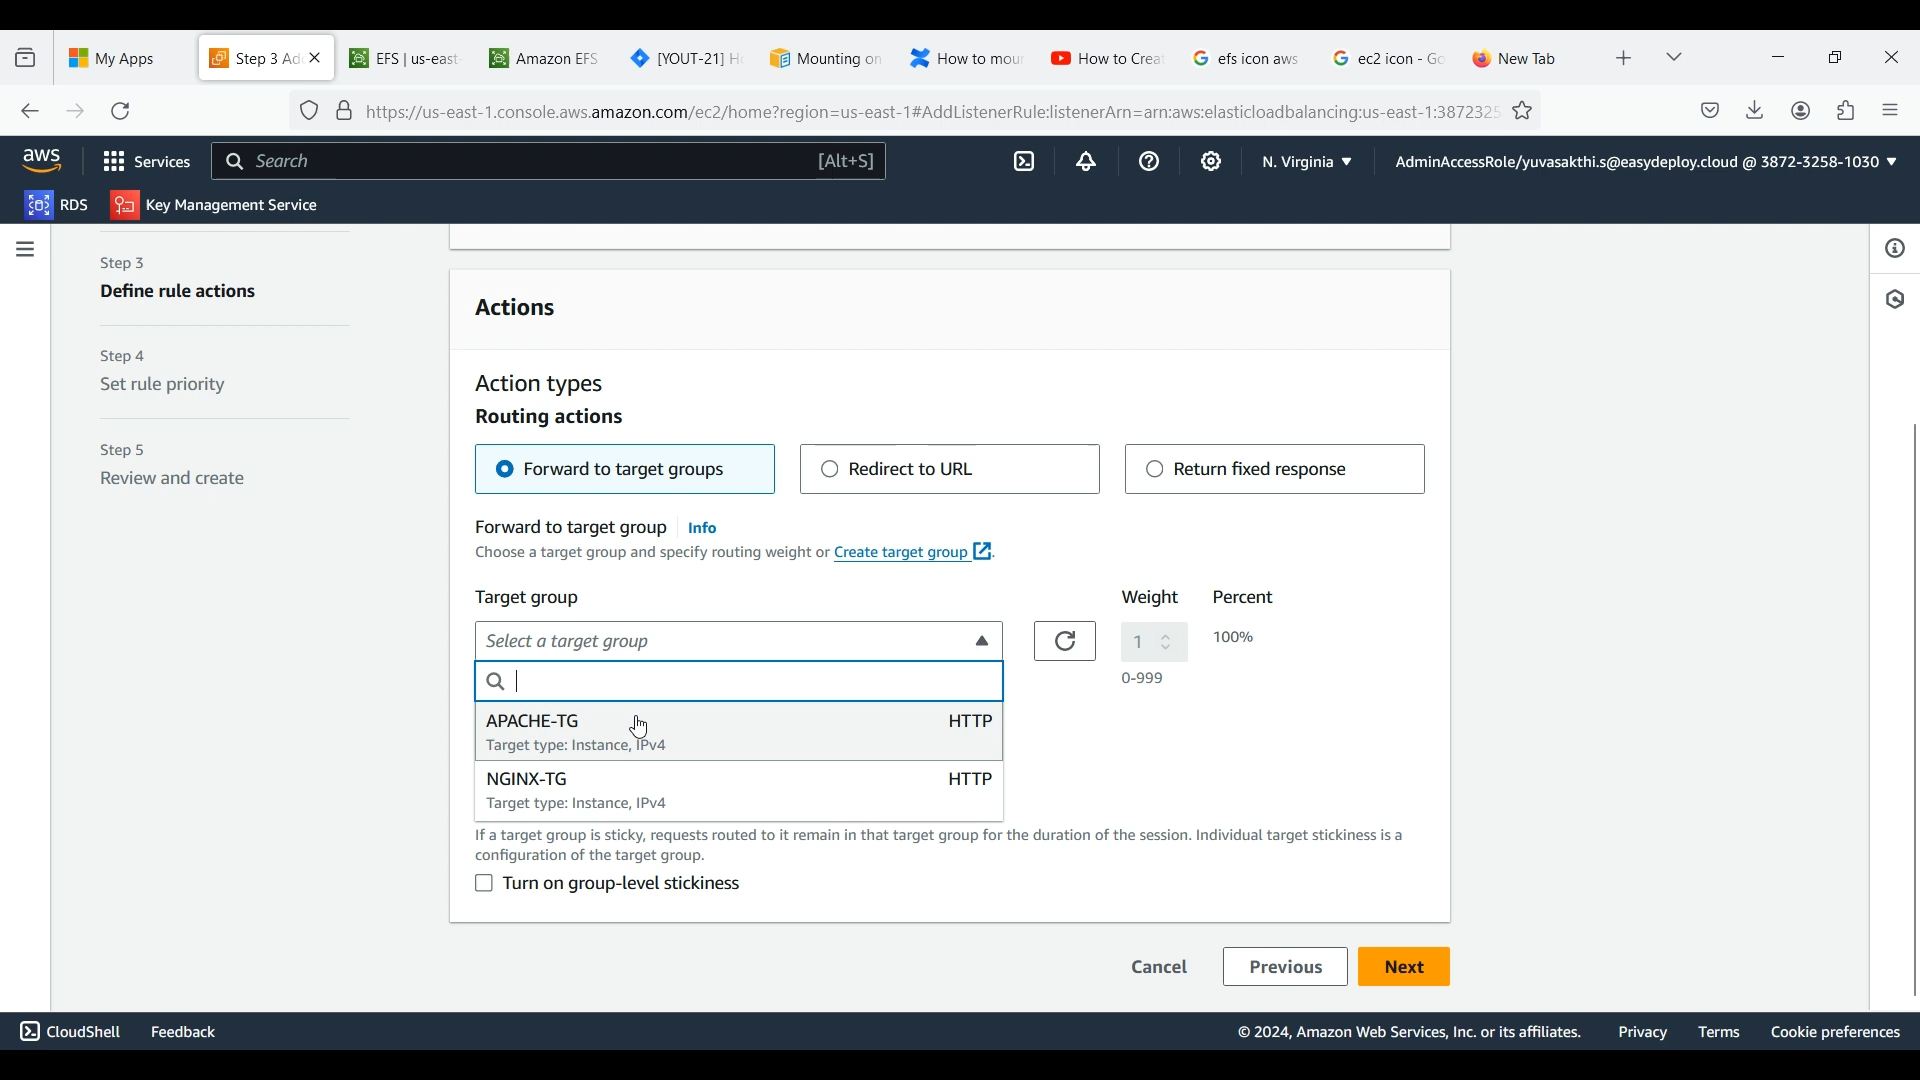 My Apps
Step 3 Ad
EFS | us-east
Amazon EFS
[YOUT-21] H
Mounting on
How to mou
How to Creat
efs icon aws
ec2 icon - Go
New Tab
https://us-east-1.console.aws.amazon.com/ec2/home?region=us-east-1#AddListenerRule:listenerArn=arn:aws:elasticloadbalancing:us-east-1:3872325
aws
Services
Search
[Alt+S]
N. Virginia
AdminAccessRole/yuvasakthi.s@easydeploy.cloud @ 3872-3258-1030
RDS
Key Management Service
Step 3
Define rule actions
Step 4
Set rule priority
Step 5
Review and create
Actions
Action types
Routing actions
Forward to target groups
Redirect to URL
Return fixed response
Forward to target group
Info
Choose a target group and specify routing weight or Create target group .
Target group
Weight
Percent
Select a target group
1
100%
0-999
APACHE-TG
HTTP
Target type: Instance, IPv4
NGINX-TG
HTTP
Target type: Instance, IPv4
If a target group is sticky, requests routed to it remain in that target group for the duration of the session. Individual target stickiness is a
configuration of the target group.
Turn on group-level stickiness
Cancel
Previous
Next
CloudShell
Feedback
© 2024, Amazon Web Services, Inc. or its affiliates.
Privacy
Terms
Cookie preferences